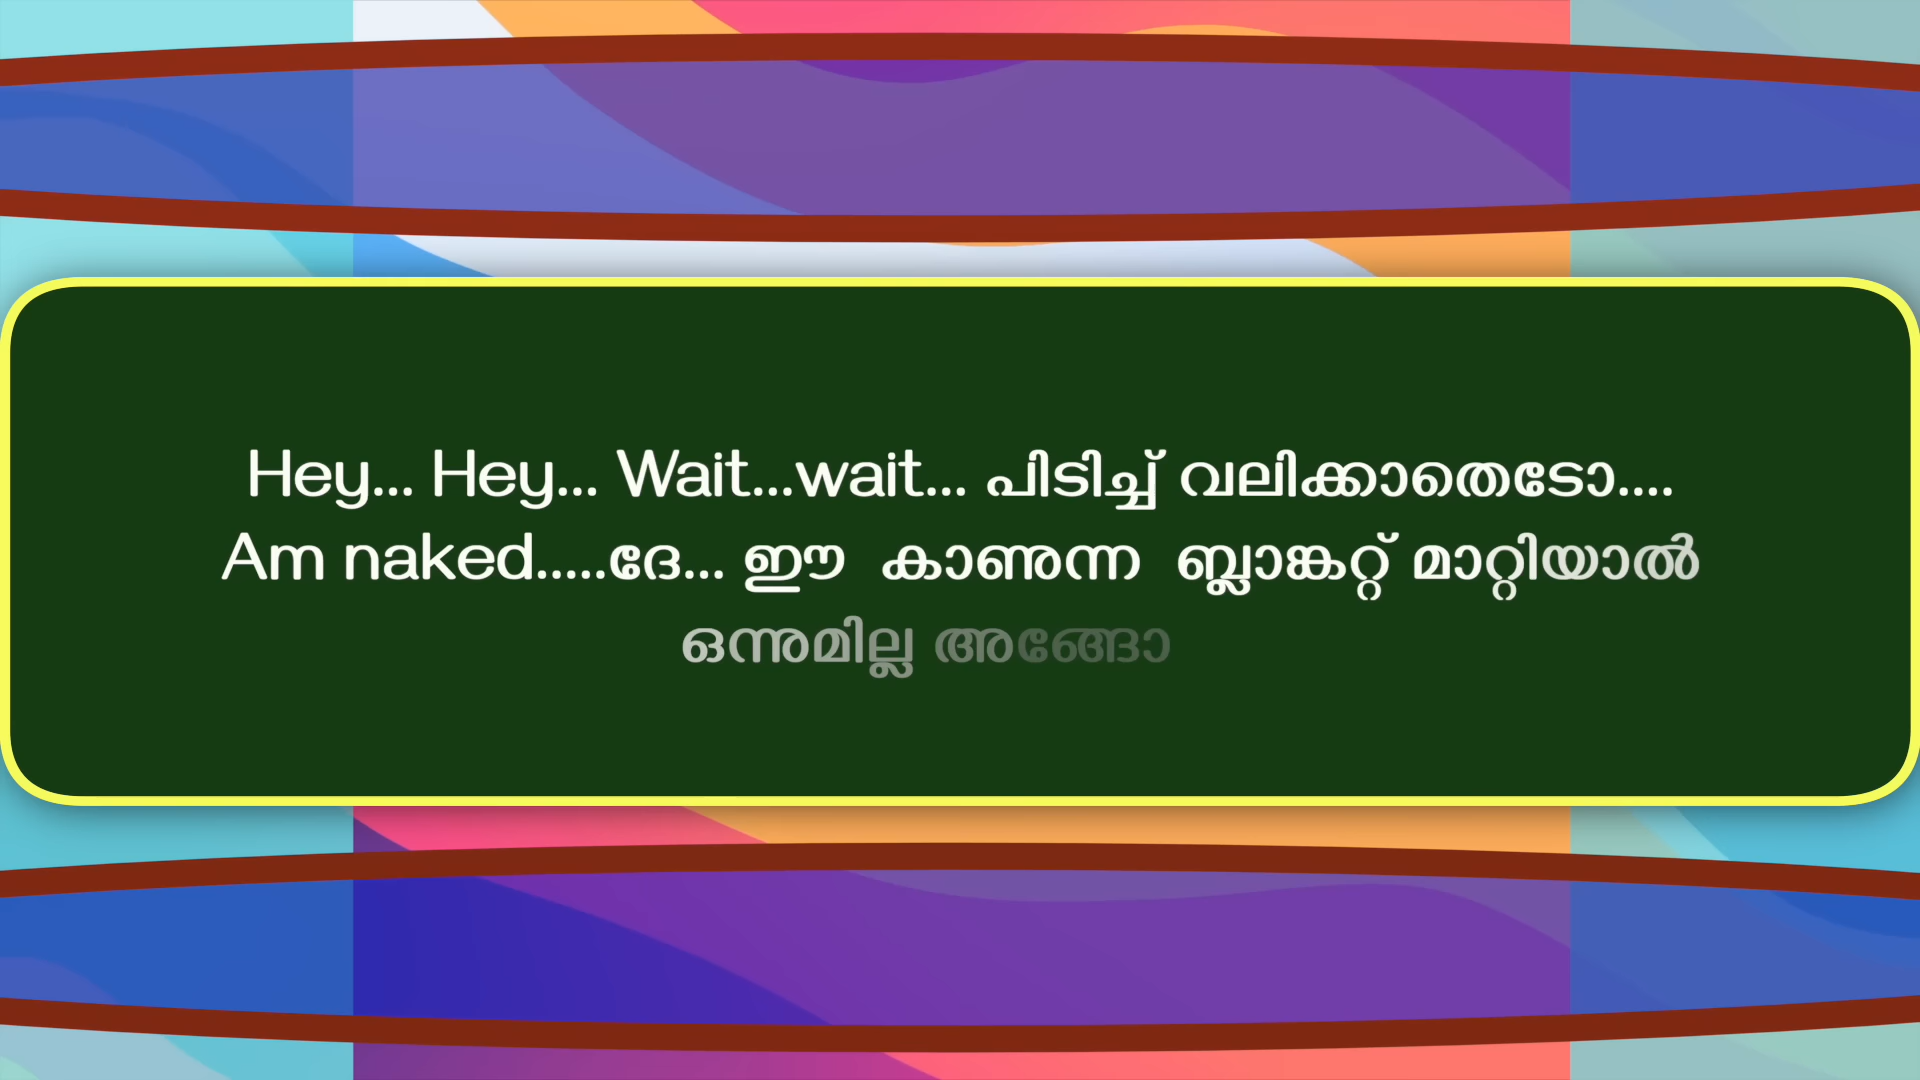 Hey... Hey... Wait...wait... പിടിച്ച് വലിക്കാതെടോ....
Am naked.....ദേ... ഈ കാണുന്ന ബ്ലാങ്കറ്റ് മാറ്റിയാൽ
ഒന്നുമില്ല അങ്ങോ